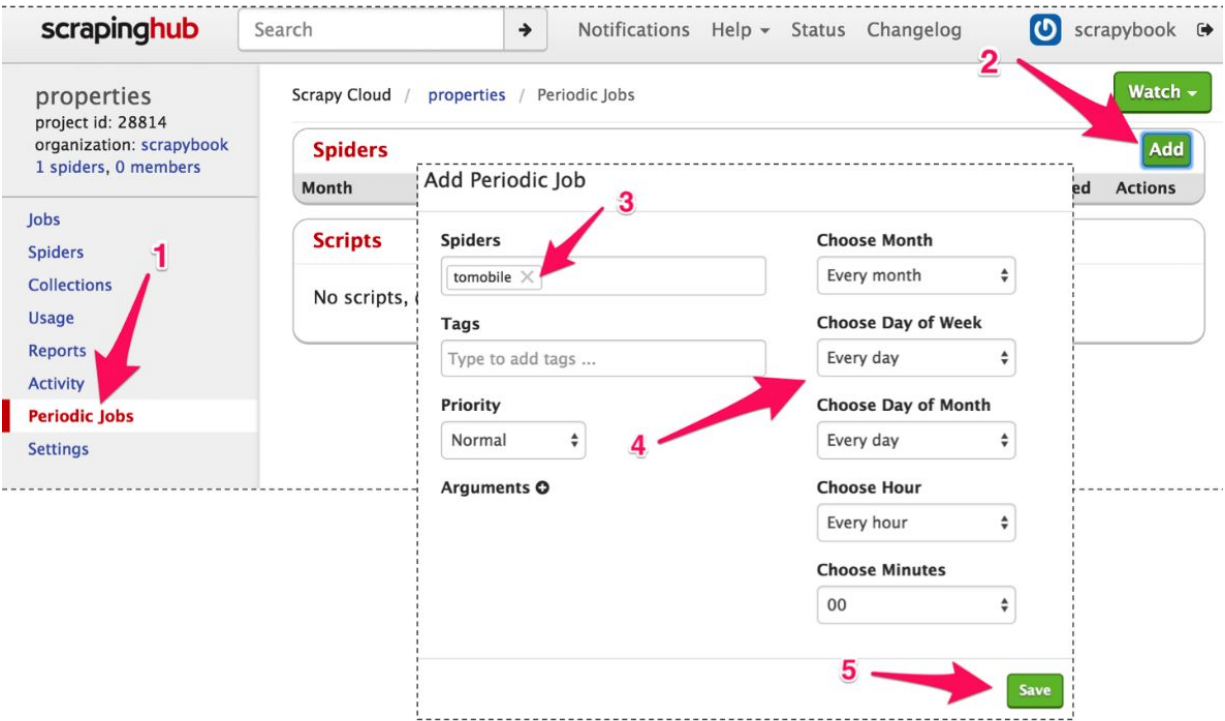 scrapinghub
Search
Notifications Help Status Changelog
scrapybook
2
properties
project id: 28814
organization: scrapybook
1 spiders, 0 members
Scrapy Cloud / properties / Periodic Jobs
Watch
Spiders
Add
Month
ed Actions
Jobs
Spiders
Collections
Usage
Reports
Activity
Periodic Jobs
Settings
1
Scripts
No scripts,
Add Periodic Job
3
Spiders
tomobile
Tags
Type to add tags ...
Priority
Normal
4
Arguments
Choose Month
Every month
Choose Day of Week
Every day
Choose Day of Month
Every day
Choose Hour
Every hour
Choose Minutes
00
5
Save